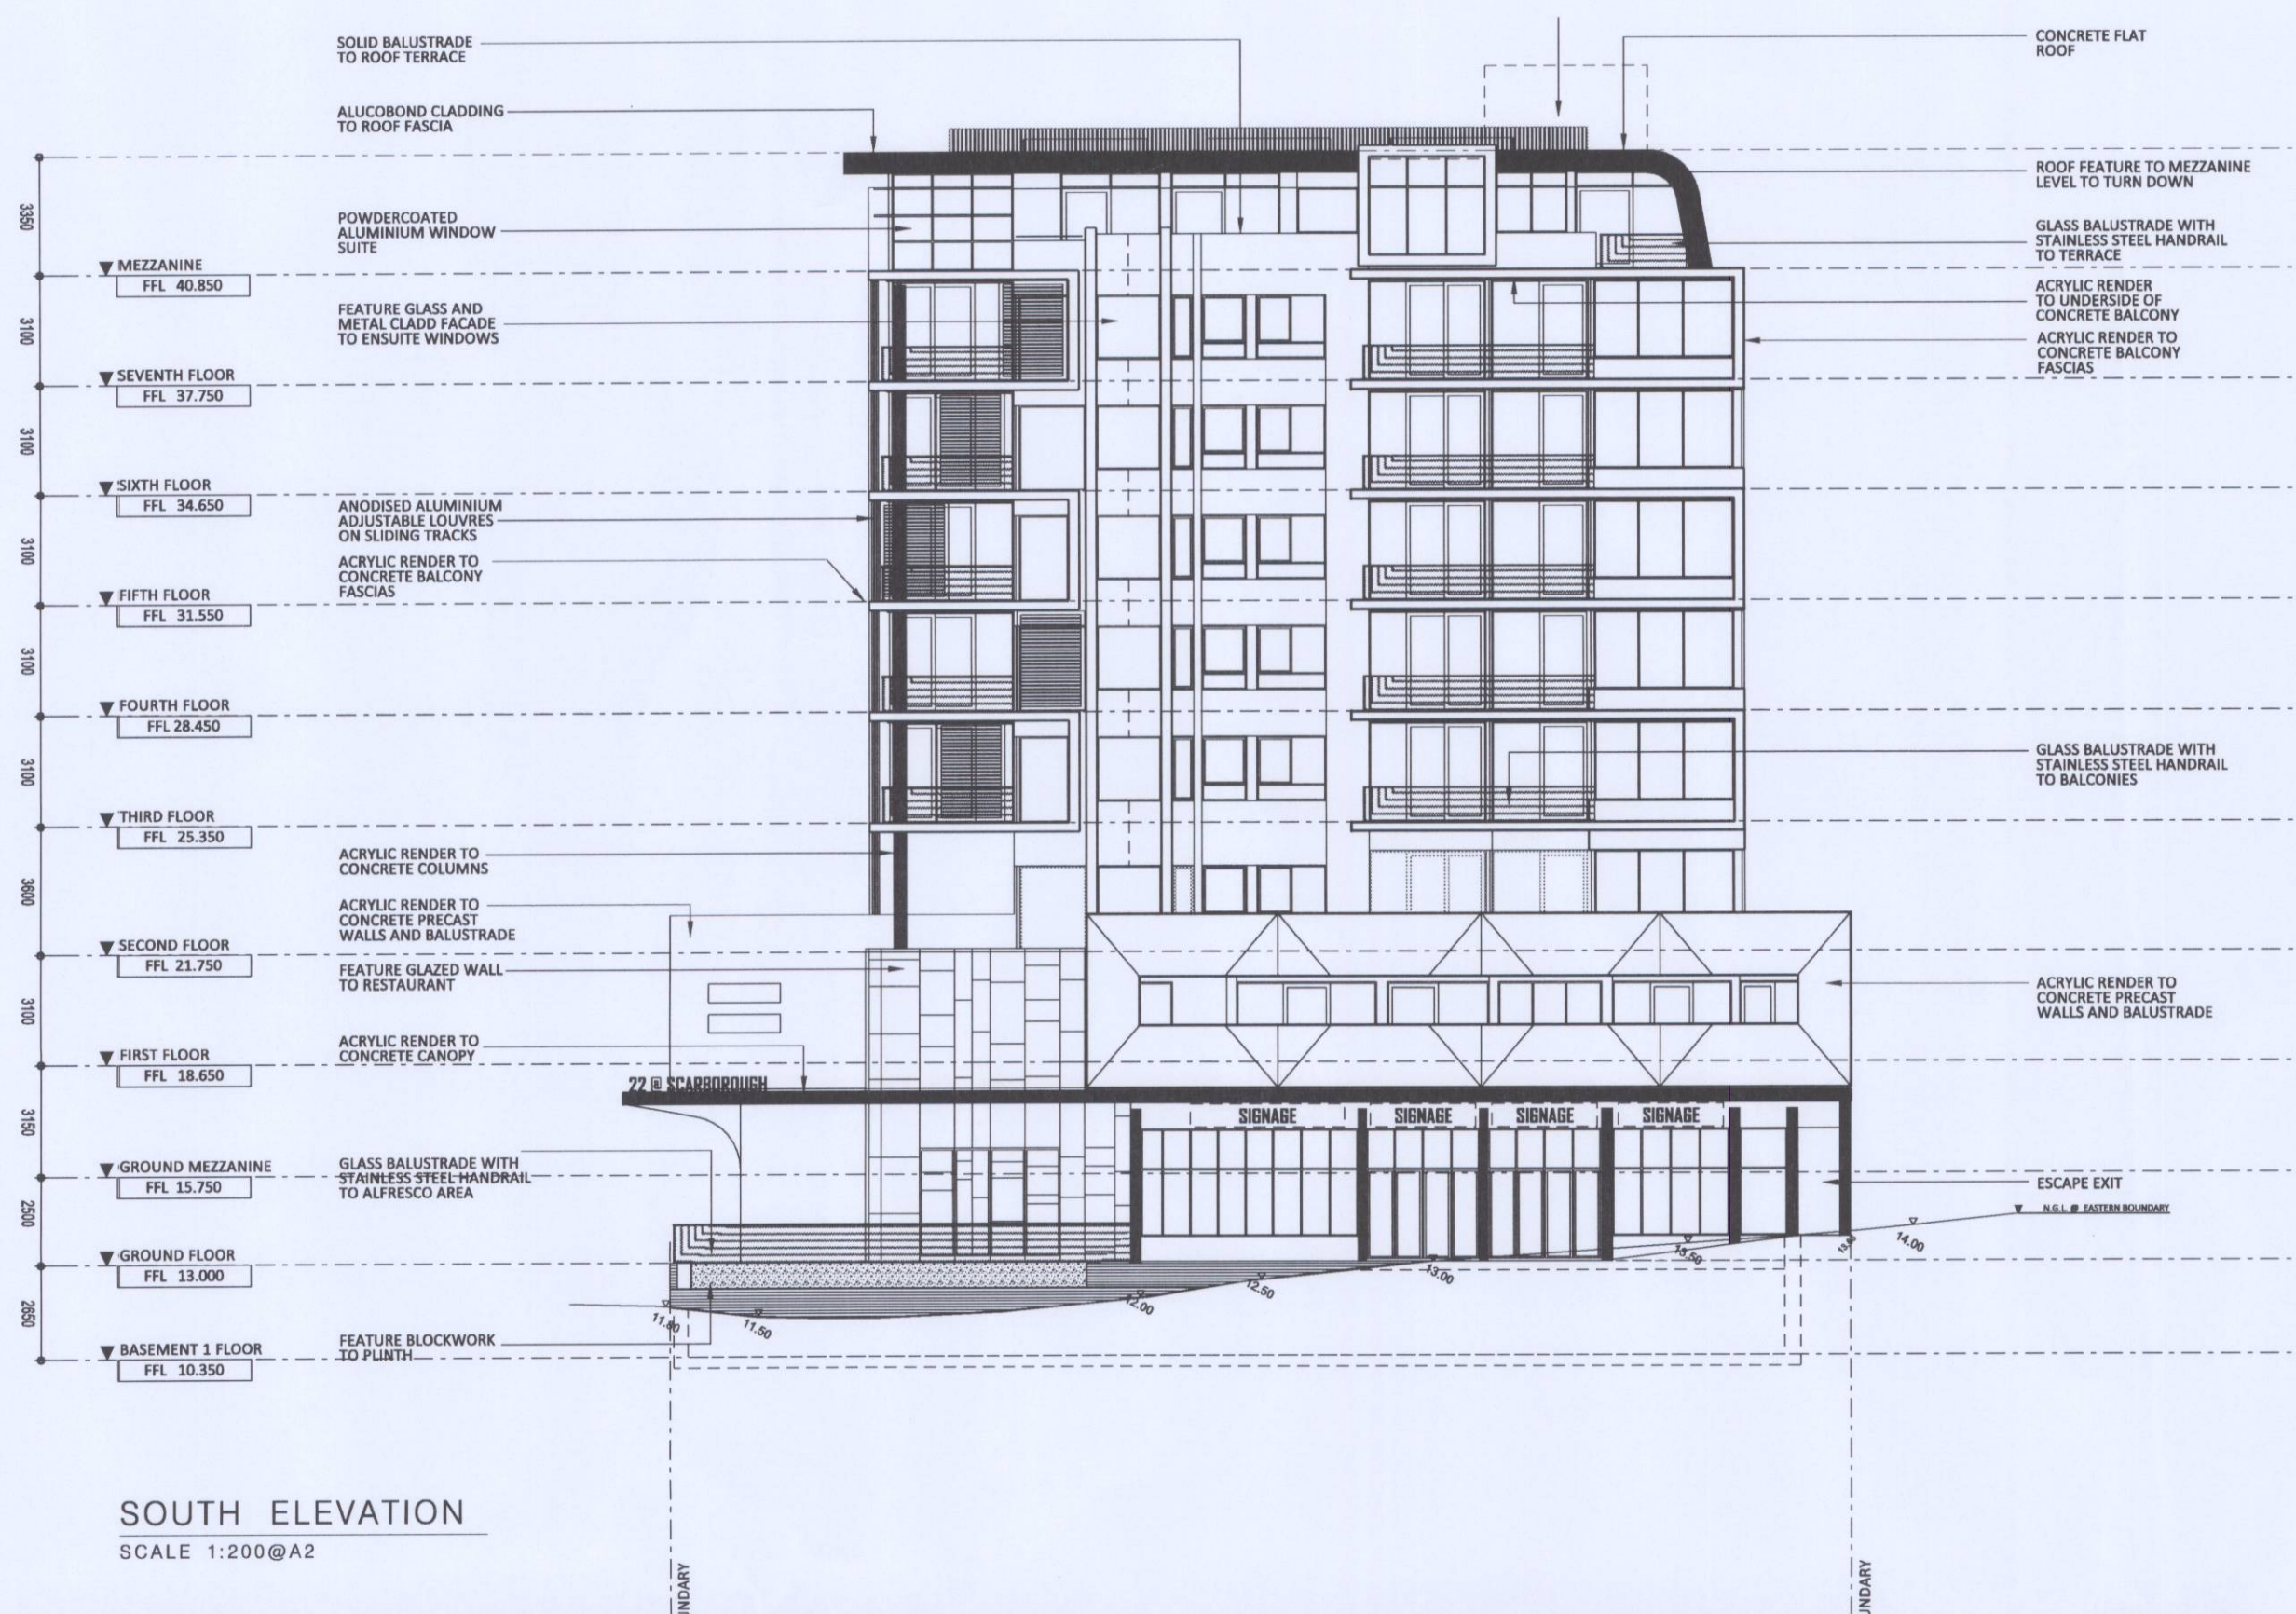 SOLID BALUSTRADE
TO ROOF TERRACE
ALUCOBOND CLADDING
TO ROOF FASCIA
POWDERCOATED
ALUMINIUM WINDOW
SUITE
FEATURE GLASS AND
METAL CLADD FACADE
TO ENSUITE WINDOWS
ANODISED ALUMINIUM
ADJUSTABLE LOUVRES
ON SLIDING TRACKS
ACRYLIC RENDER TO
CONCRETE BALCONY
FASCIAS
ACRYLIC RENDER TO
CONCRETE COLUMNS
ACRYLIC RENDER TO
CONCRETE PRECAST
WALLS AND BALUSTRADE
FEATURE GLAZED WALL
TO RESTAURANT
ACRYLIC RENDER TO
CONCRETE CANOPY
GLASS BALUSTRADE WITH
STAINLESS STEEL HANDRAIL
TO ALFRESCO AREA
FEATURE BLOCKWORK
TO PLINTH
3350
3100
3100
3100
3100
3100
3600
3100
3150
2500
2650
MEZZANINE
FFL 40.850
SEVENTH FLOOR
FFL 37.750
SIXTH FLOOR
FFL 34.650
FIFTH FLOOR
FFL 31.550
FOURTH FLOOR
FFL 28.450
THIRD FLOOR
FFL 25.350
SECOND FLOOR
FFL 21.750
FIRST FLOOR
FFL 18.650
GROUND MEZZANINE
FFL 15.750
GROUND FLOOR
FFL 13.000
BASEMENT 1 FLOOR
FFL 10.350
22 @ SCARBOROUGH
SIGNAGE
SIGNAGE
SIGNAGE
SIGNAGE
11.50
12.00
12.50
13.00
13.50
14.00
CONCRETE FLAT
ROOF
ROOF FEATURE TO MEZZANINE
LEVEL TO TURN DOWN
GLASS BALUSTRADE WITH
STAINLESS STEEL HANDRAIL
TO TERRACE
ACRYLIC RENDER
TO UNDERSIDE OF
CONCRETE BALCONY
ACRYLIC RENDER TO
CONCRETE BALCONY
FASCIAS
GLASS BALUSTRADE WITH
STAINLESS STEEL HANDRAIL
TO BALCONIES
ACRYLIC RENDER TO
CONCRETE PRECAST
WALLS AND BALUSTRADE
ESCAPE EXIT
N.G.L. @ EASTERN BOUNDARY
SOUTH ELEVATION
SCALE 1:200@A2
UNDARY
UNDARY